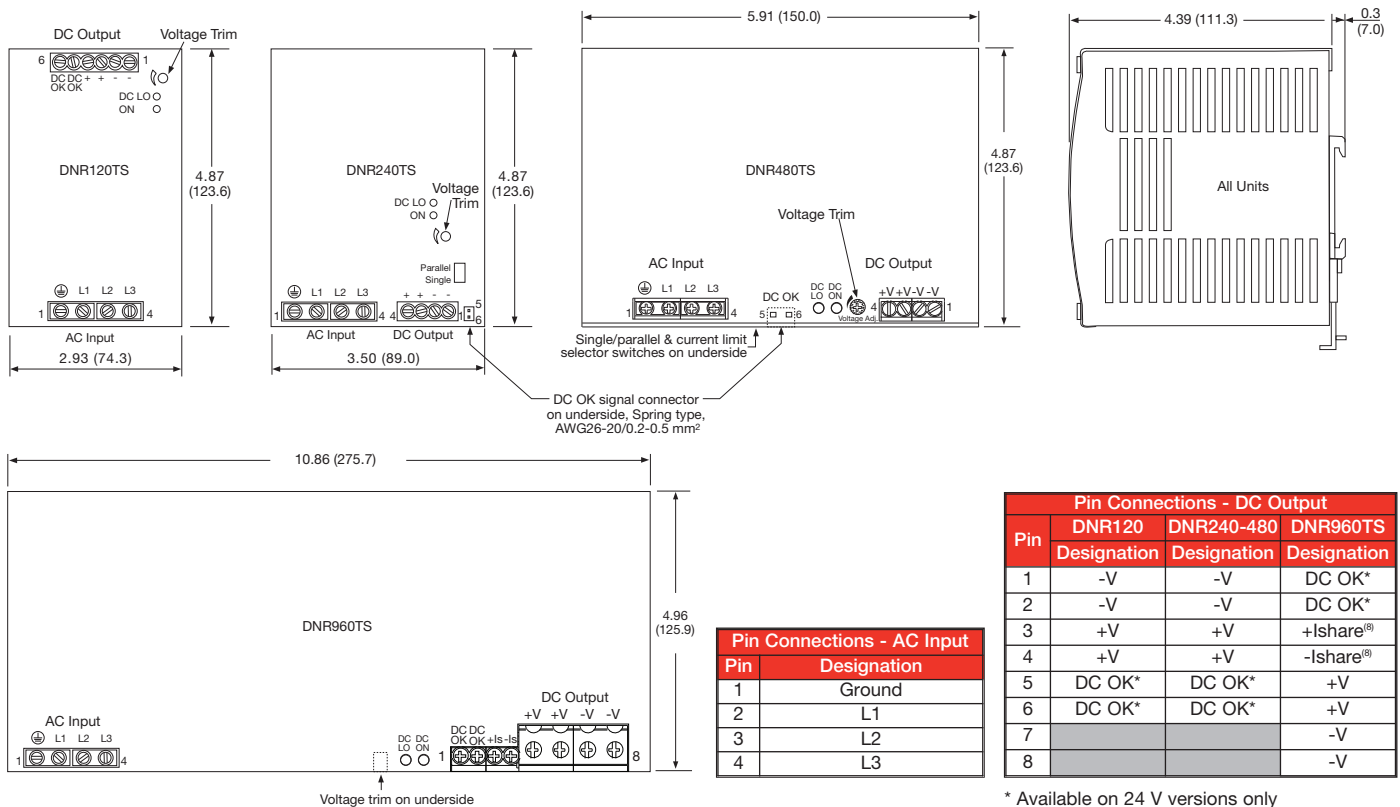 DC Output
Voltage Trim
6 1
DC DC + + - -
OK OK
DC LO
ON
DNR120TS
4.87
(123.6)
L1 L2 L3
1 4
AC Input
2.93 (74.3)
DNR240TS
4.87
(123.6)
Voltage
Trim
DC LO
ON
Parallel
Single
L1 L2 L3
+ + - -
5
1 4 4 1
6
AC Input
DC Output
3.50 (89.0)
5.91 (150.0)
DNR480TS
4.87
(123.6)
Voltage Trim
AC Input
DC Output
L1 L2 L3
DC OK
DC DC
LO ON
+V +V -V -V
1 4
5 6
4 1
Voltage Adj.
Single/parallel & current limit
selector switches on underside
DC OK signal connector
on underside, Spring type,
AWG26-20/0.2-0.5 mm²
4.39 (111.3)
0.3
(7.0)
All Units
10.86 (275.7)
DNR960TS
4.96
(125.9)
AC Input
L1 L2 L3
1 4
DC DC
LO ON
DC Output
+V +V -V -V
DC DC
OK OK +Is -Is
1 8
Voltage trim on underside
Pin Connections - AC Input
Pin Designation
1 Ground
2 L1
3 L2
4 L3
Pin Connections - DC Output
Pin DNR120 DNR240-480 DNR960TS
Designation Designation Designation
1 -V -V DC OK*
2 -V -V DC OK*
3 +V +V +Ishare(8)
4 +V +V -Ishare(8)
5 DC OK* DC OK* +V
6 DC OK* DC OK* +V
7 -V
8 -V
* Available on 24 V versions only